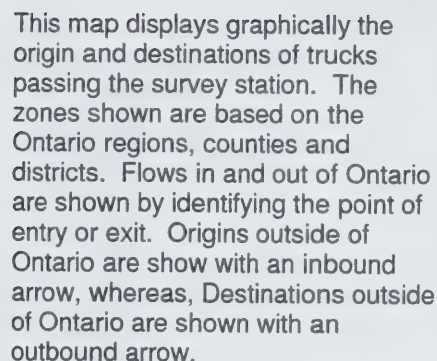 This map displays graphically the
origin and destinations of trucks
passing the survey station. The
zones shown are based on the
Ontario regions, counties and
districts. Flows in and out of Ontario
are shown by identifying the point of
entry or exit. Origins outside of
Ontario are show with an inbound
arrow, whereas, Destinations outside
of Ontario are shown with an
outbound arrow.